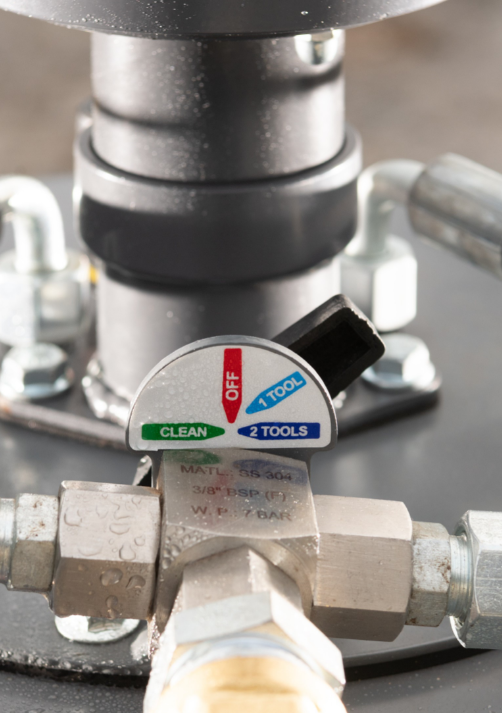 OFF
1 TOOL
CLEAN
2 TOOLS
MATL: SS 304
3/8" BSP (F)
W. P : 7 BAR